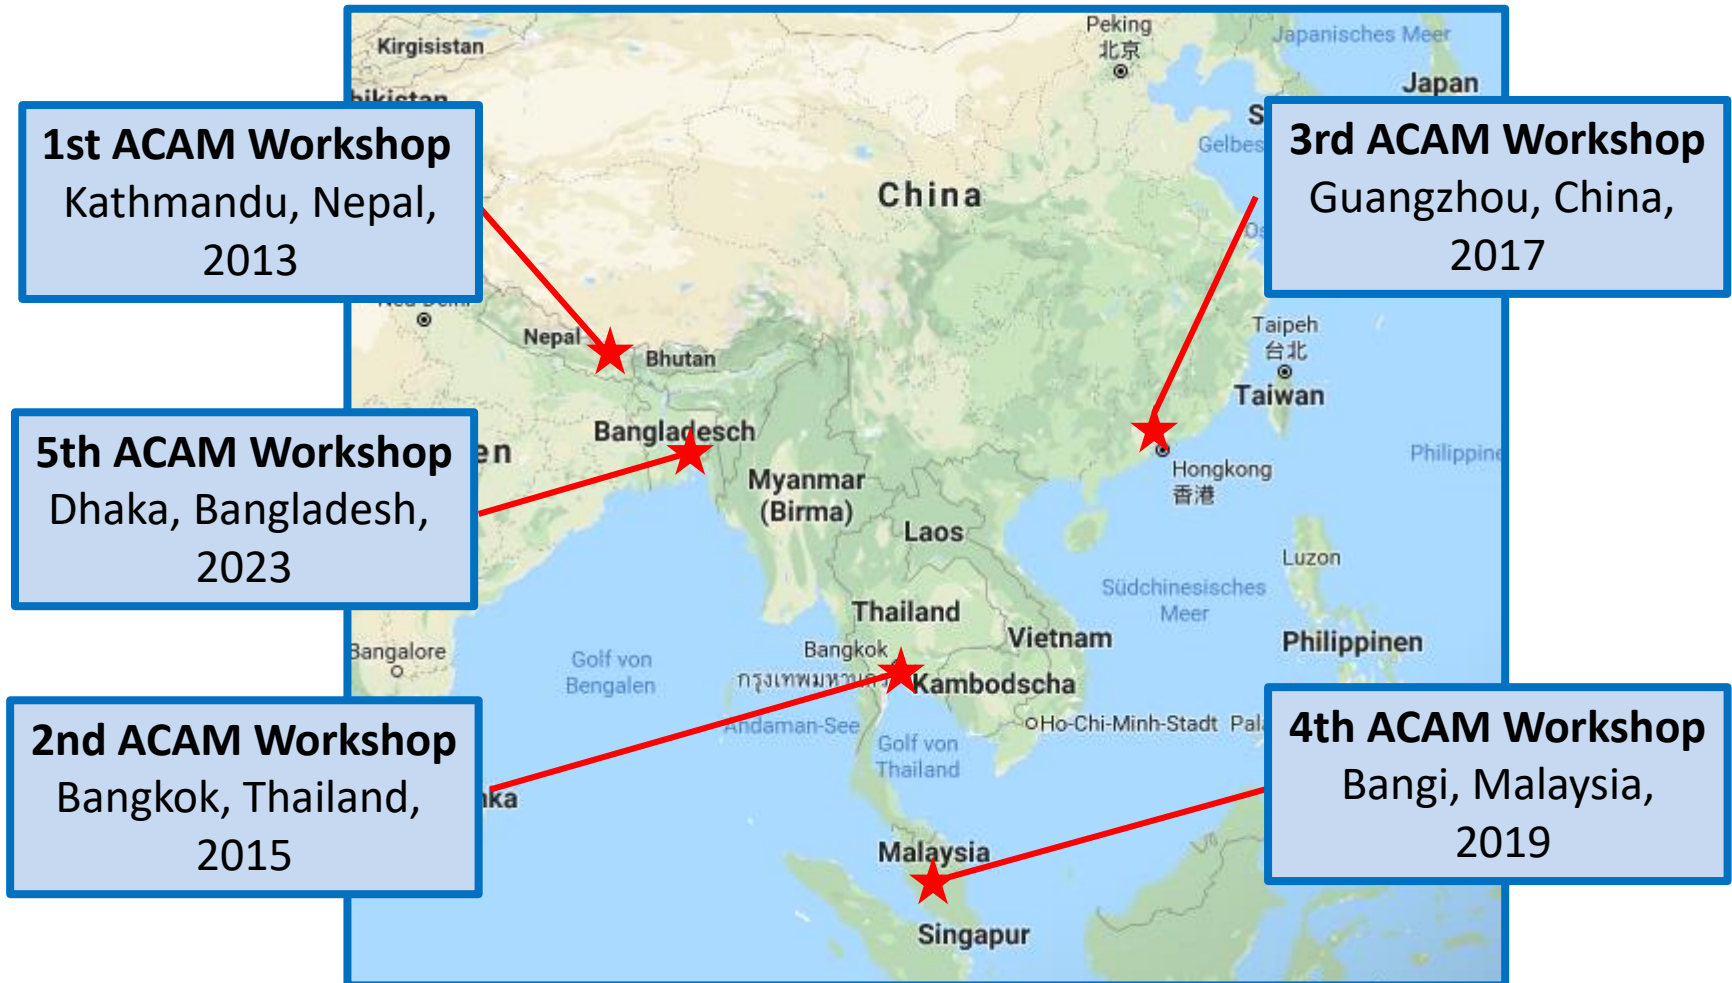 Kirgisistan
Peking
北京
Japanisches Meer
Japan
1st ACAM Workshop
Kathmandu, Nepal,
2013
3rd ACAM Workshop
Guangzhou, China,
2017
China
Nepal
Bhutan
Taipeh
台北
Taiwan
5th ACAM Workshop
Dhaka, Bangladesh,
2023
Bangladesch
Myanmar
(Birma)
Hongkong
香港
Laos
Luzon
Südchinesisches
Meer
Thailand
Vietnam
Philippinen
Bangalore
Golf von
Bengalen
Bangkok
Kambodscha
2nd ACAM Workshop
Bangkok, Thailand,
2015
Andaman-See
Golf von
Thailand
Ho-Chi-Minh-Stadt
4th ACAM Workshop
Bangi, Malaysia,
2019
Malaysia
Singapur